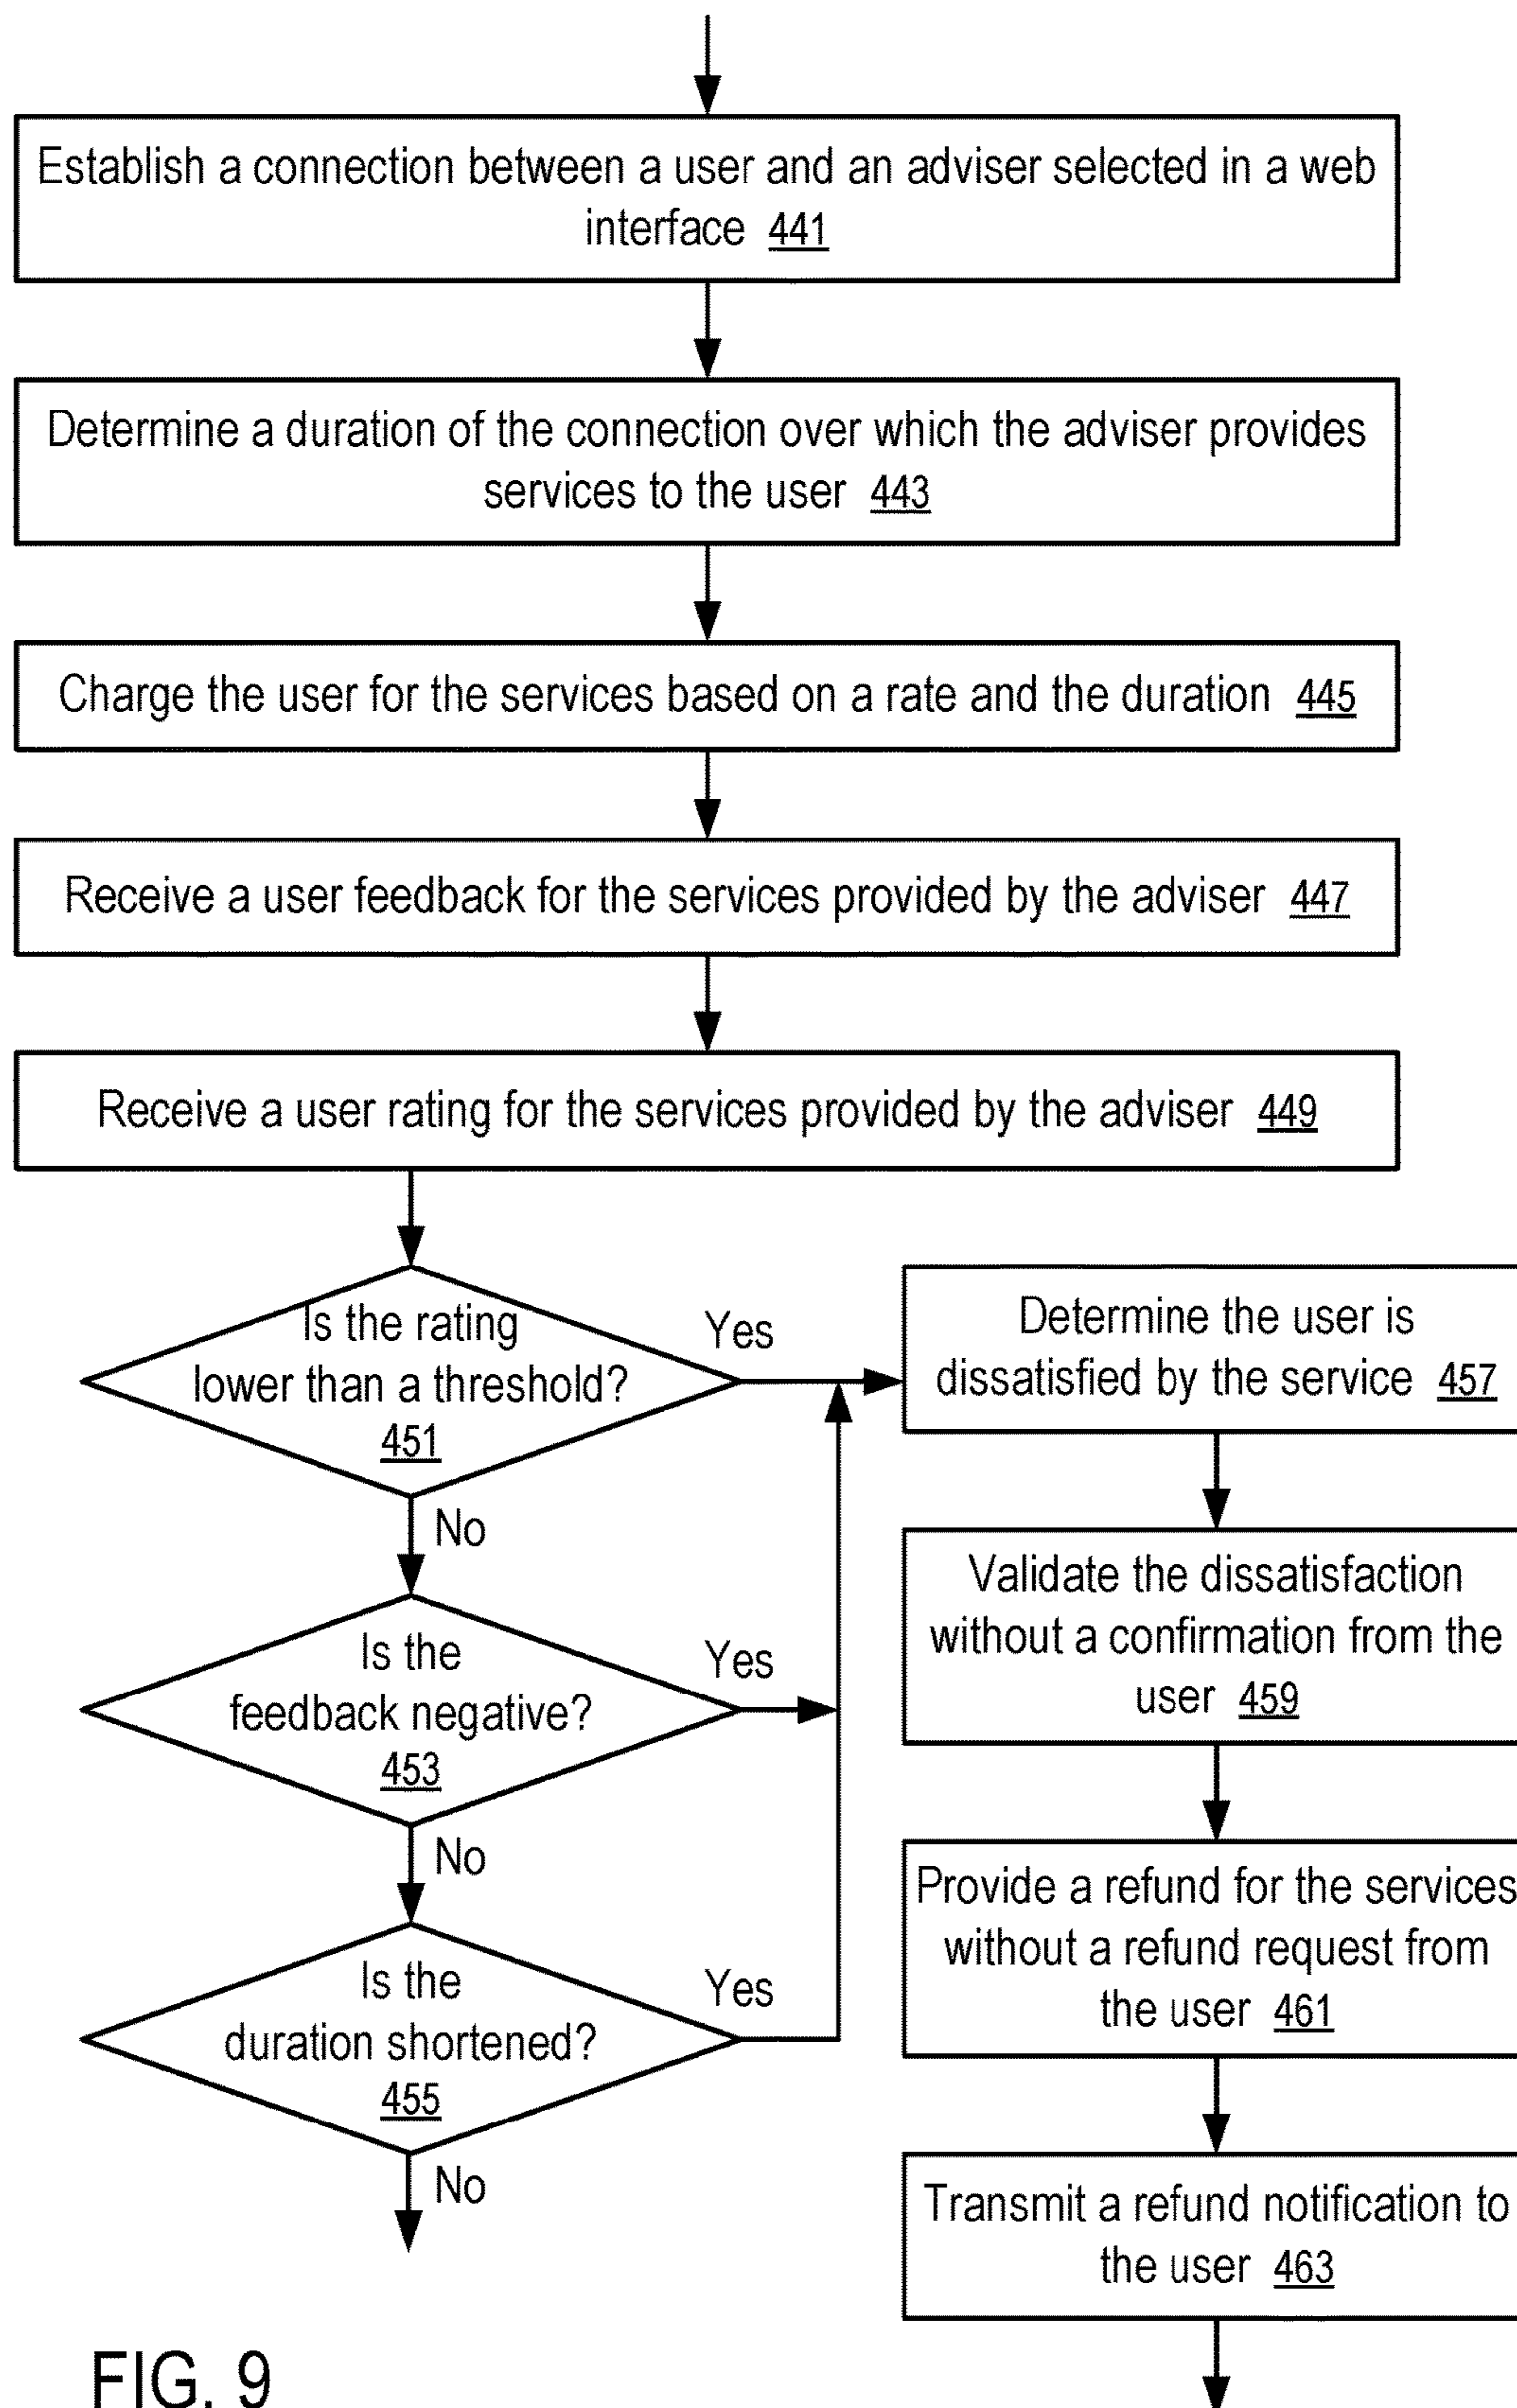 Establish a connection between a user and an adviser selected in a web
interface 441
Determine a duration of the connection over which the adviser provides
services to the user 443
Charge the user for the services based on a rate and the duration 445
Receive a user feedback for the services provided by the adviser 447
Receive a user rating for the services provided by the adviser 449
Is the rating
lower than a threshold?
451
Yes
No
Is the
feedback negative?
453
Yes
No
Is the
duration shortened?
455
Yes
No
Determine the user is
dissatisfied by the service 457
Validate the dissatisfaction
without a confirmation from the
user 459
Provide a refund for the services
without a refund request from
the user 461
Transmit a refund notification to
the user 463
FIG. 9